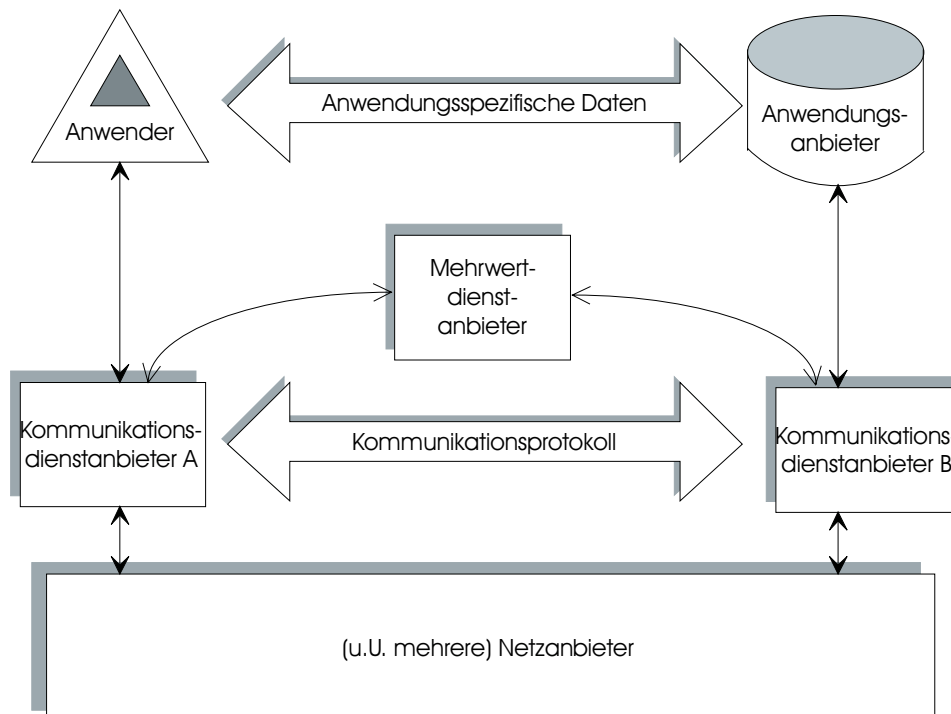 Anwender
Anwendungsspezifische Daten
Anwendungs-
anbieter
Mehrwert-
dienst-
anbieter
Kommunikations-
dienstanbieter A
Kommunikationsprotokoll
Kommunikations
dienstanbieter B
(u.U. mehrere) Netzanbieter